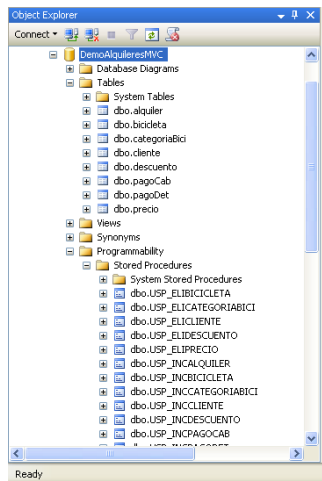 Object Explorer
Connect
DemoAlquileresMVC
Database Diagrams
Tables
System Tables
dbo.alquiler
dbo.bicicleta
dbo.categoriaBici
dbo.cliente
dbo.descuento
dbo.pagoCab
dbo.pagoDet
dbo.precio
Views
Synonyms
Programmability
Stored Procedures
System Stored Procedures
dbo.USP_ELIBICICLETA
dbo.USP_ELICATEGORIABICI
dbo.USP_ELICLIENTE
dbo.USP_ELIDESCUENTO
dbo.USP_ELIPRECIO
dbo.USP_INCALQUILER
dbo.USP_INCBICICLETA
dbo.USP_INCCATEGORIABICI
dbo.USP_INCCLIENTE
dbo.USP_INCDESCUENTO
dbo.USP_INCPAGOCAB
Ready